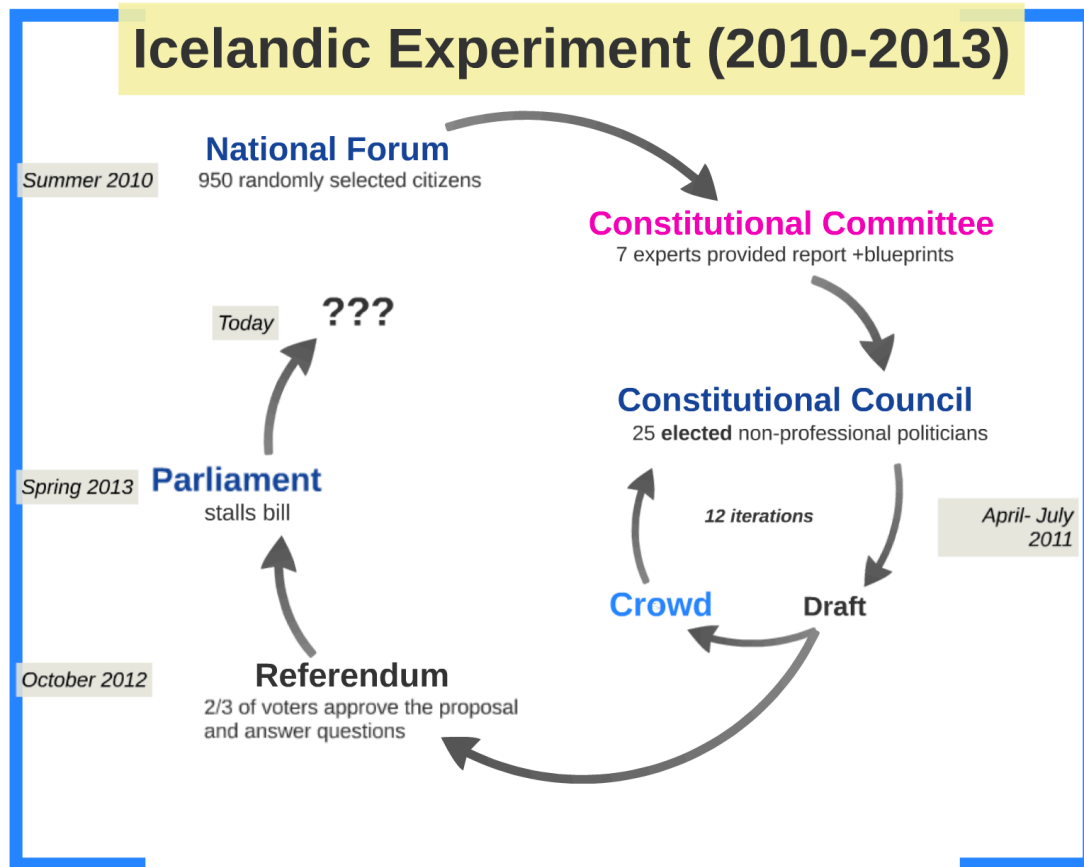 Icelandic Experiment (2010-2013)
National Forum
Summer 2010
950 randomly selected citizens
Constitutional Committee
7 experts provided report +blueprints
Today
???
Constitutional Council
25 elected non-professional politicians
Spring 2013
Parliament
stalls bill
12 iterations
April- July
2011
Crowd
Draft
October 2012
Referendum
2/3 of voters approve the proposal
and answer questions